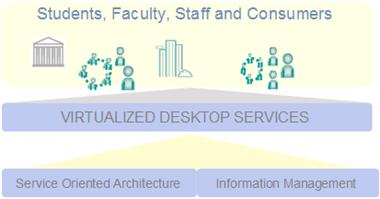 Students, Faculty, Staff and Consumers
VIRTUALIZED DESKTOP SERVICES
Service Oriented Architecture
Information Management